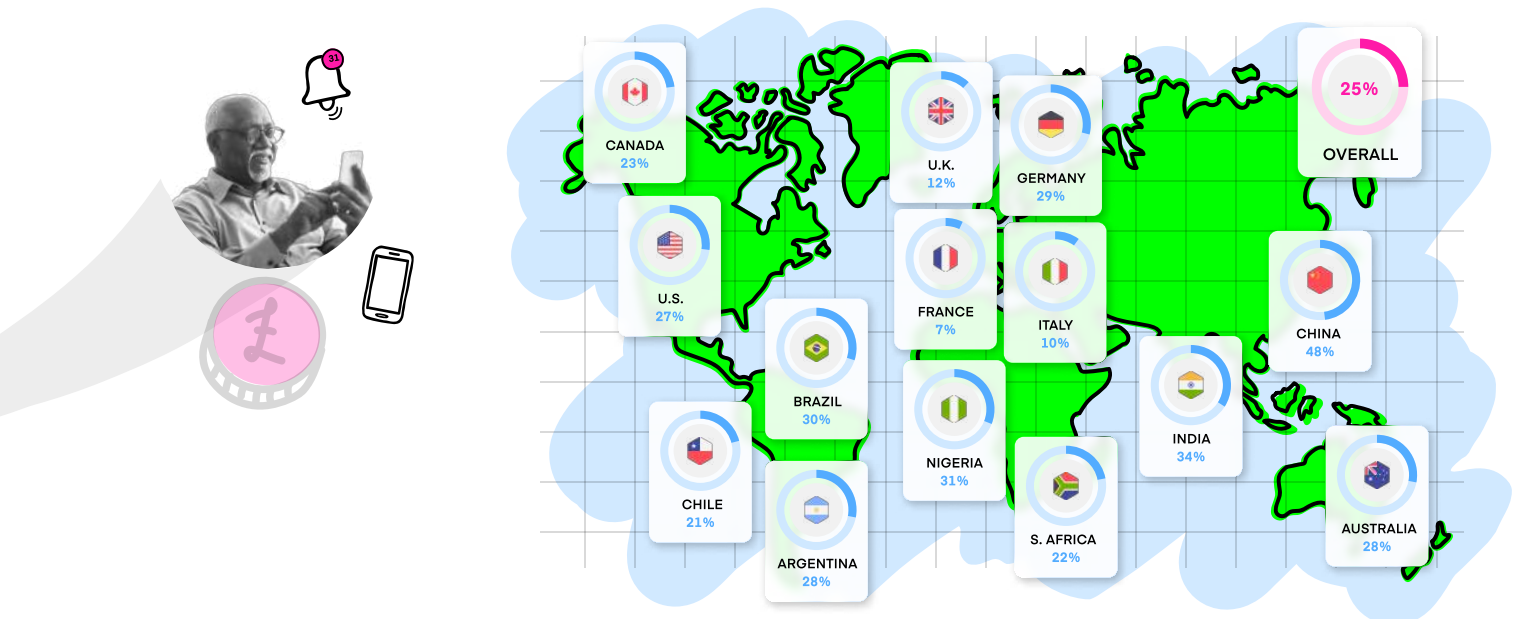 31
CANADA
23%
U.K.
12%
GERMANY
29%
25%
OVERALL
U.S.
27%
FRANCE
7%
ITALY
10%
CHINA
48%
BRAZIL
30%
INDIA
34%
CHILE
21%
NIGERIA
31%
ARGENTINA
28%
S. AFRICA
22%
AUSTRALIA
28%
£